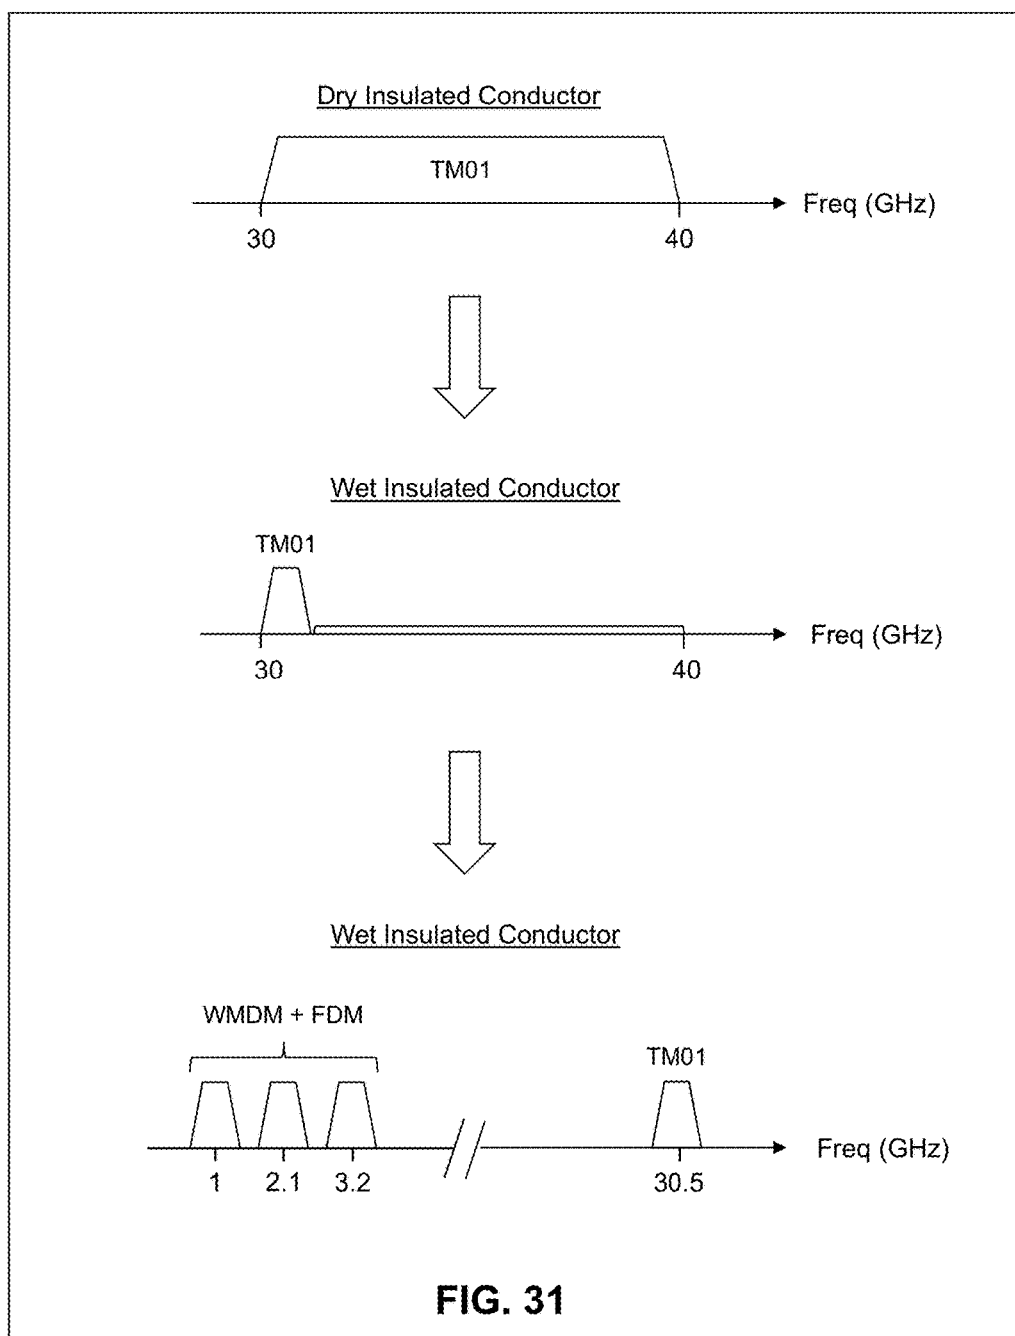 Dry Insulated Conductor
TM01
Freq (GHz)
30
40
Wet Insulated Conductor
TM01
Freq (GHz)
30
40
Wet Insulated Conductor
WMDM + FDM
TM01
Freq (GHz)
1
2.1
3.2
30.5
FIG. 31